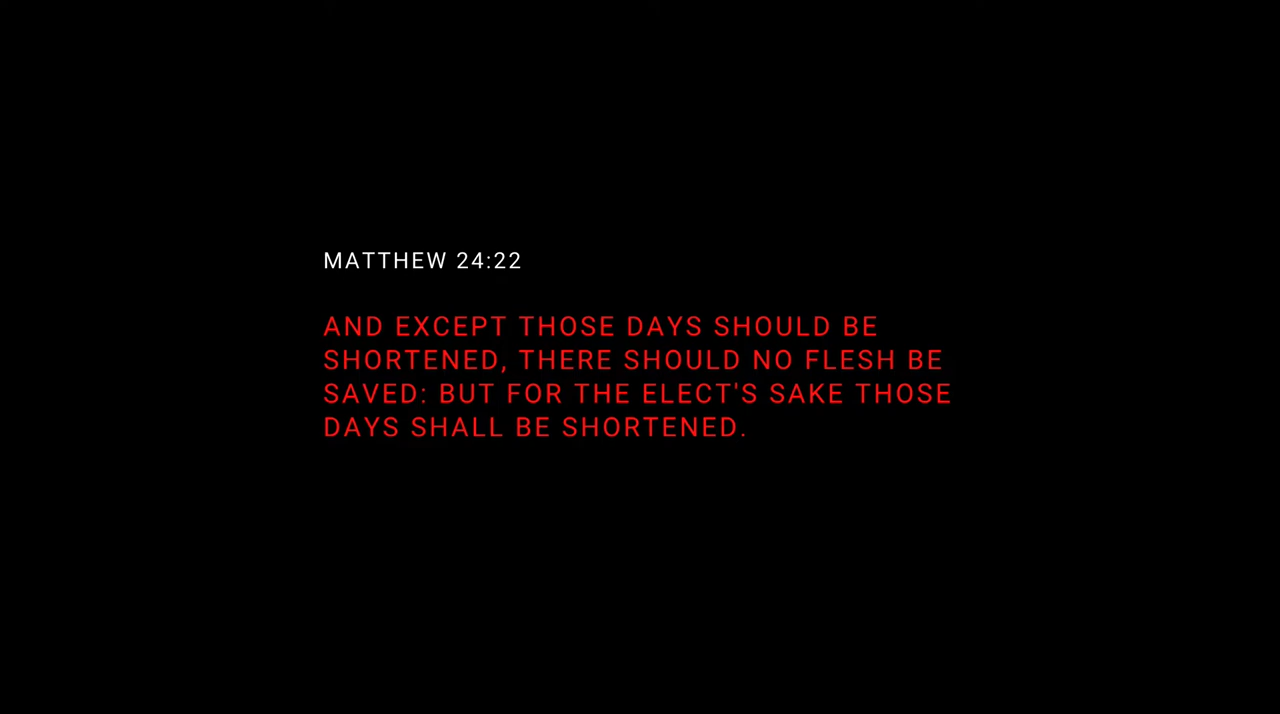 MATTHEW 24:22
AND EXCEPT THOSE DAYS SHOULD BE
SHORTENED, THERE SHOULD NO FLESH BE
SAVED: BUT FOR THE ELECT'S SAKE THOSE
DAYS SHALL BE SHORTENED.